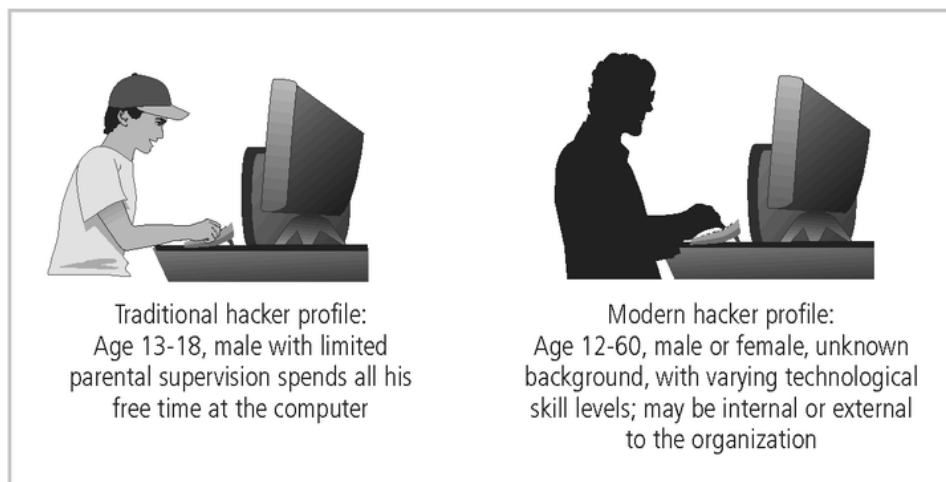 Traditional hacker profile:
Age 13-18, male with limited
parental supervision spends all his
free time at the computer
Modern hacker profile:
Age 12-60, male or female, unknown
background, with varying technological
skill levels; may be internal or external
to the organization